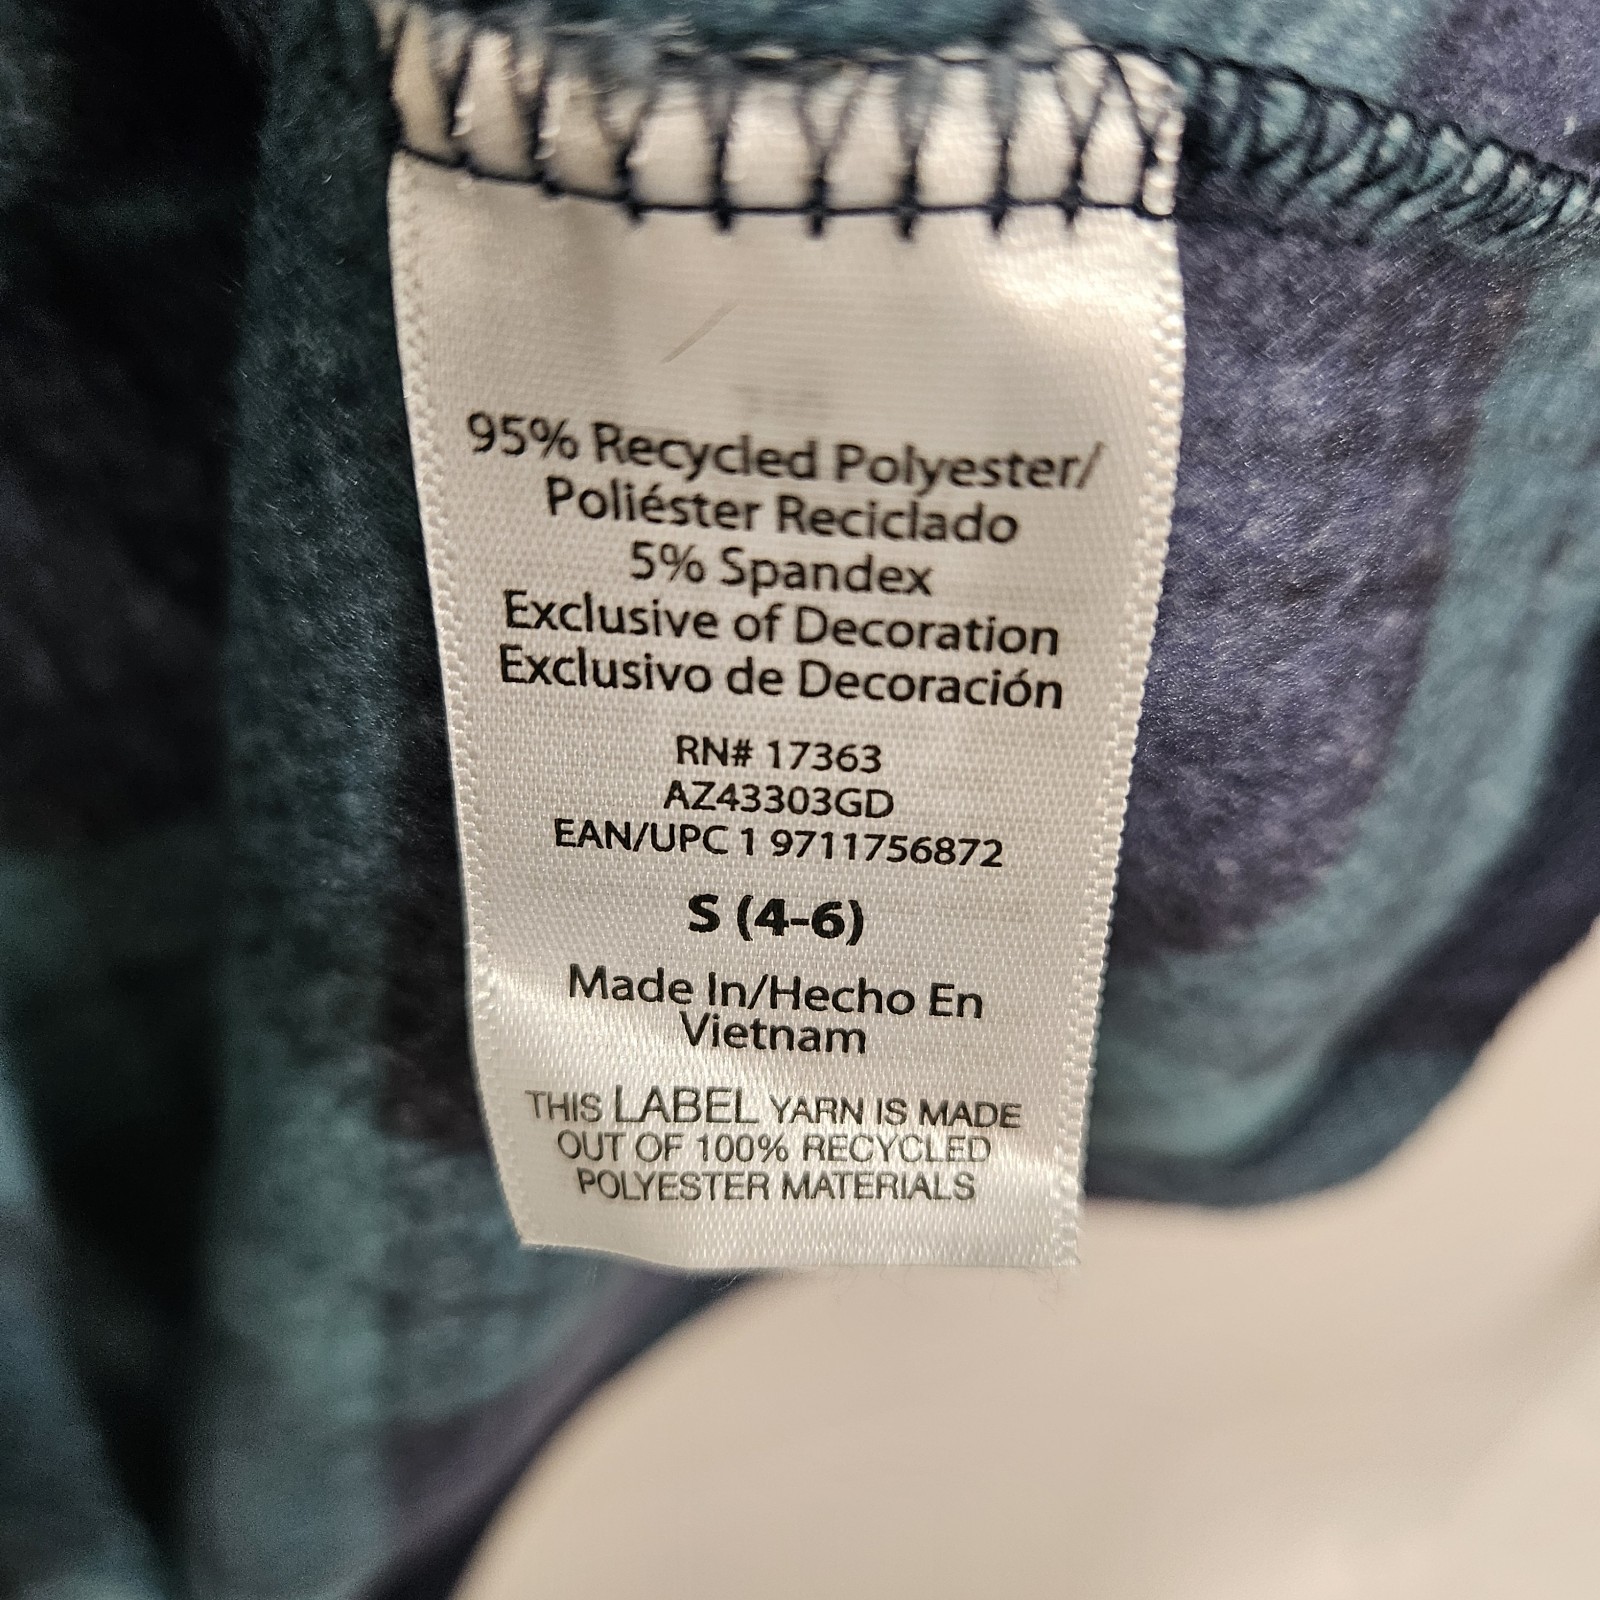 95% Recycled Polyester/
Poliéster Reciclado
5% Spandex
Exclusive of Decoration
Exclusivo de Decoración
RN# 17363
AZ43303GD
EAN/UPC 1 9711756872
S (4-6)
Made In/Hecho En
Vietnam
THIS LABEL YARN IS MADE
OUT OF 100% RECYCLED
POLYESTER MATERIALS